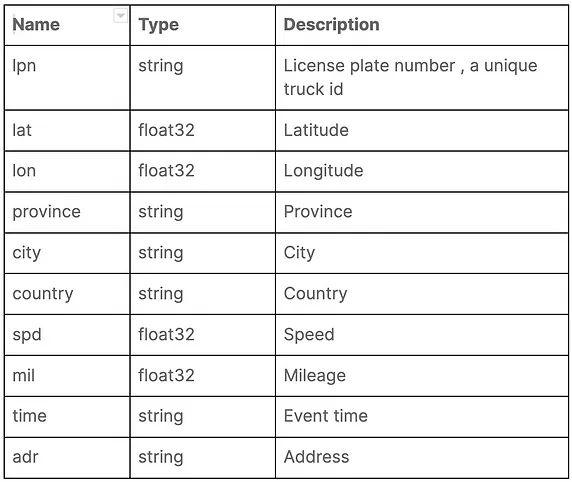 Name Type Description
lpn string License plate number , a unique
truck id
lat float32 Latitude
lon float32 Longitude
province string Province
city string City
country string Country
spd float32 Speed
mil float32 Mileage
time string Event time
adr string Address